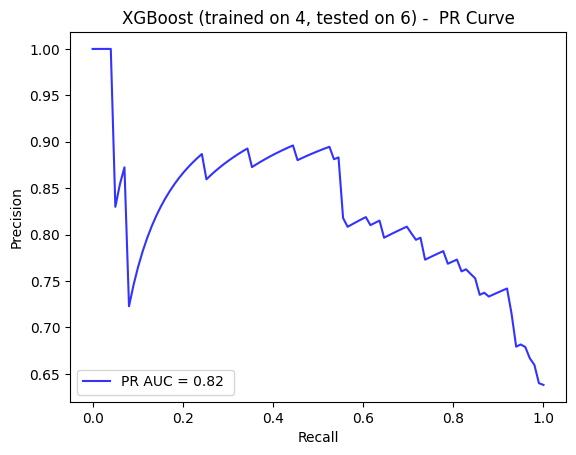 XGBoost (trained on 4, tested on 6) -  PR Curve
Precision
1.00
0.95
0.90
0.85
0.80
0.75
0.70
0.65
PR AUC = 0.82
0.0 0.2 0.4 0.6 0.8 1.0
Recall